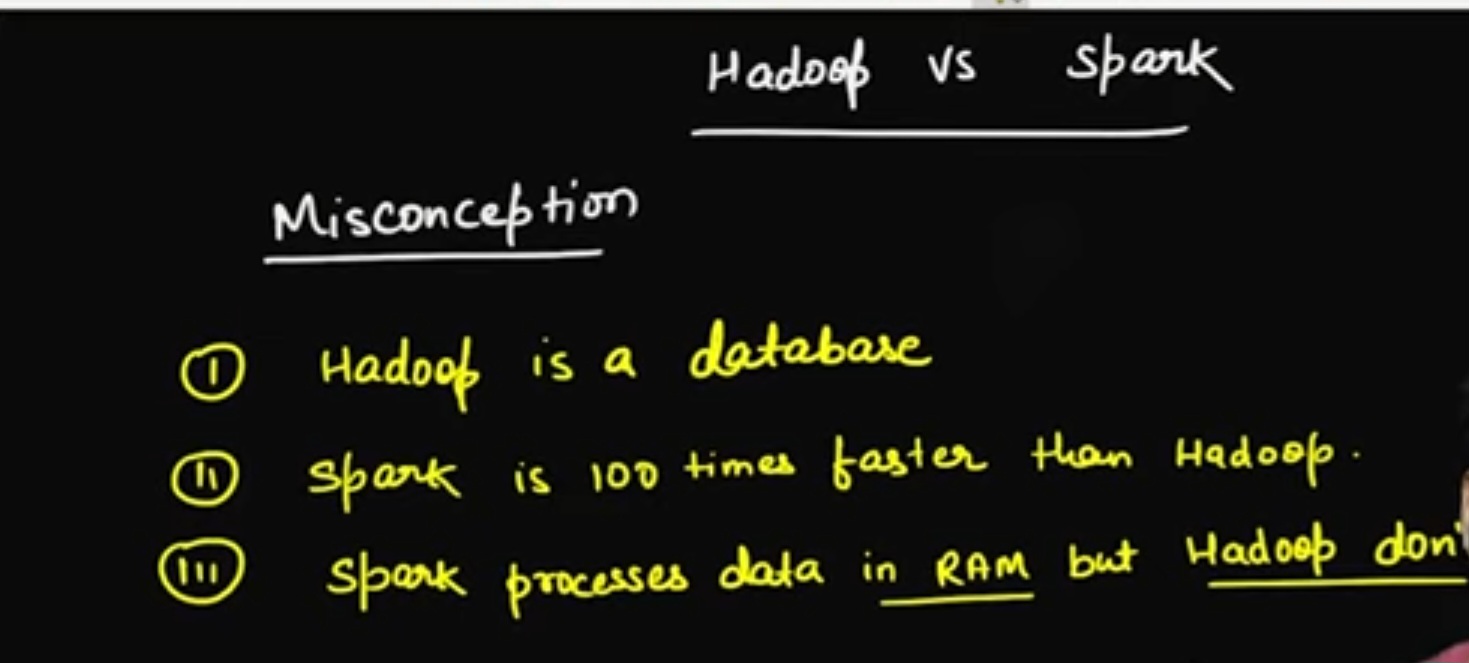 Hadoop vs Spark
Misconception
(i) Hadoop is a database
(ii) Spark is 100 times faster than Hadoop.
(iii) Spark processes data in RAM but Hadoop don'